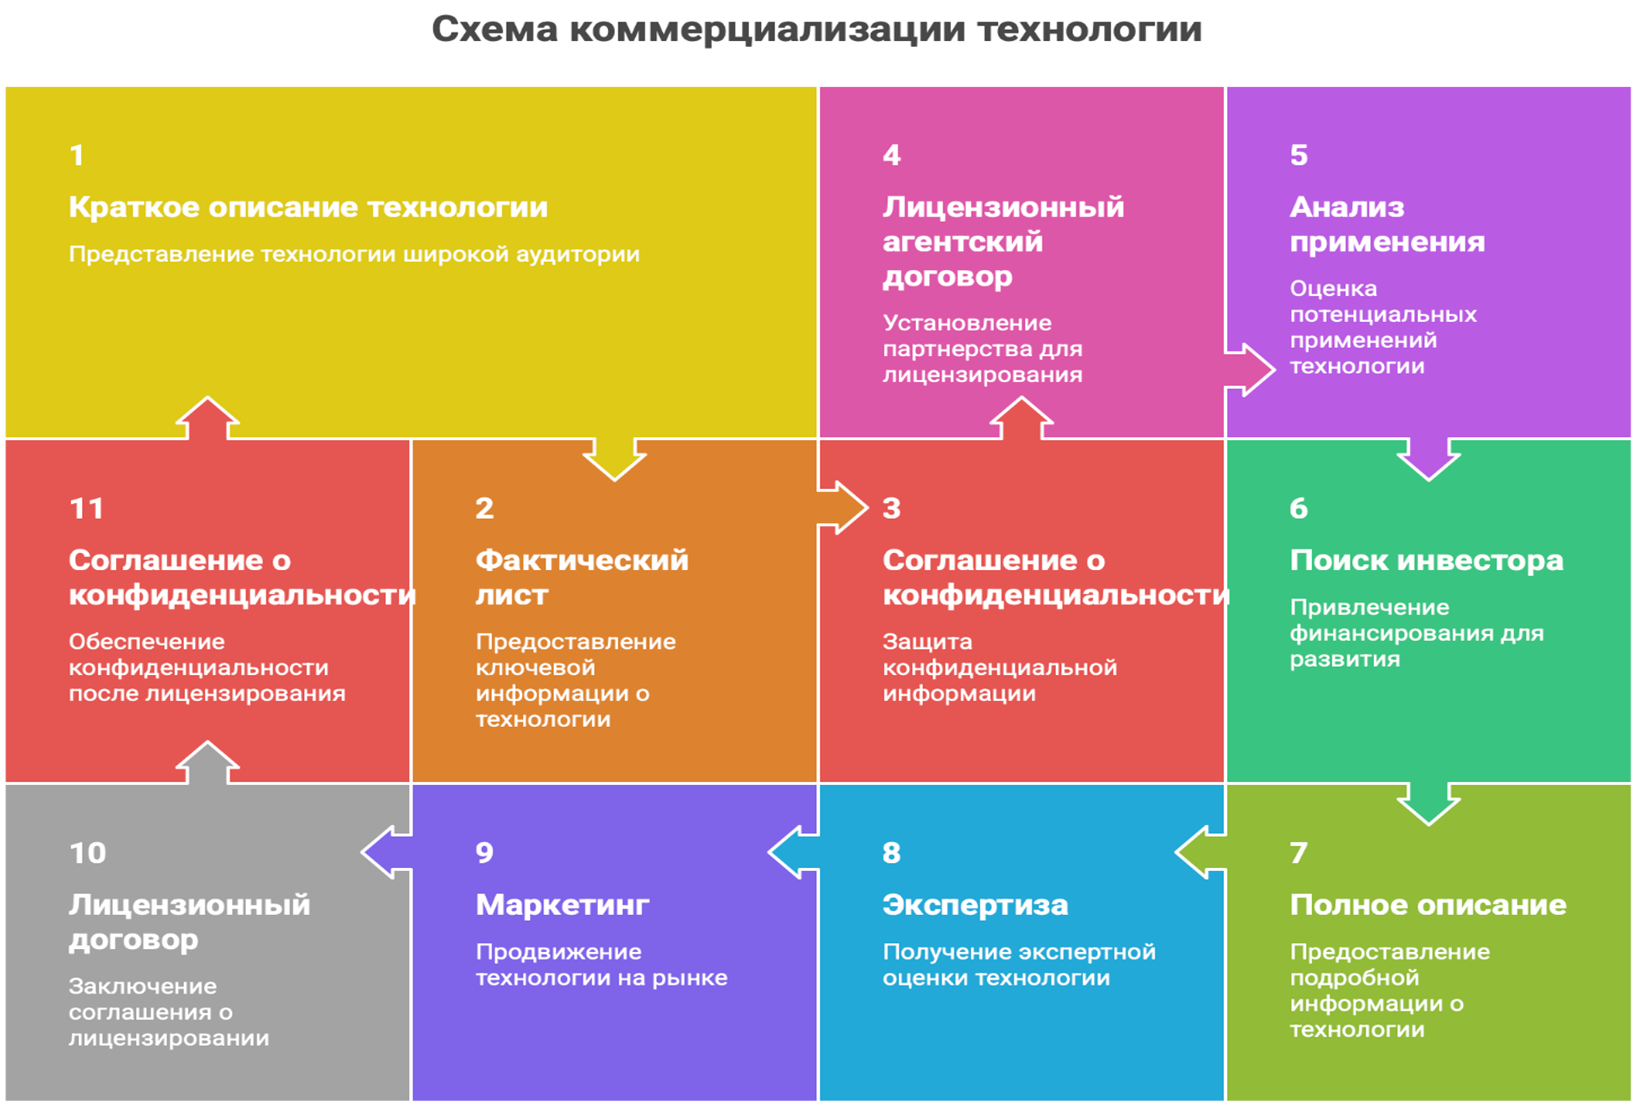 Схема коммерциализации технологии
1
Краткое описание технологии
Представление технологии широкой аудитории
4
Лицензионный
агентский
договор
Установление
партнерства для
лицензирования
5
Анализ
применения
Оценка
потенциальных
применений
технологии
11
Соглашение о
конфиденциальности
Обеспечение
конфиденциальности
после лицензирования
2
Фактический
лист
Предоставление
ключевой
информации о
технологии
3
Соглашение о
конфиденциальности
Защита
конфиденциальной
информации
6
Поиск инвестора
Привлечение
финансирования для
развития
10
Лицензионный
договор
Заключение
соглашения о
лицензировании
9
Маркетинг
Продвижение
технологии на рынке
8
Экспертиза
Получение экспертной
оценки технологии
7
Полное описание
Предоставление
подробной
информации о
технологии